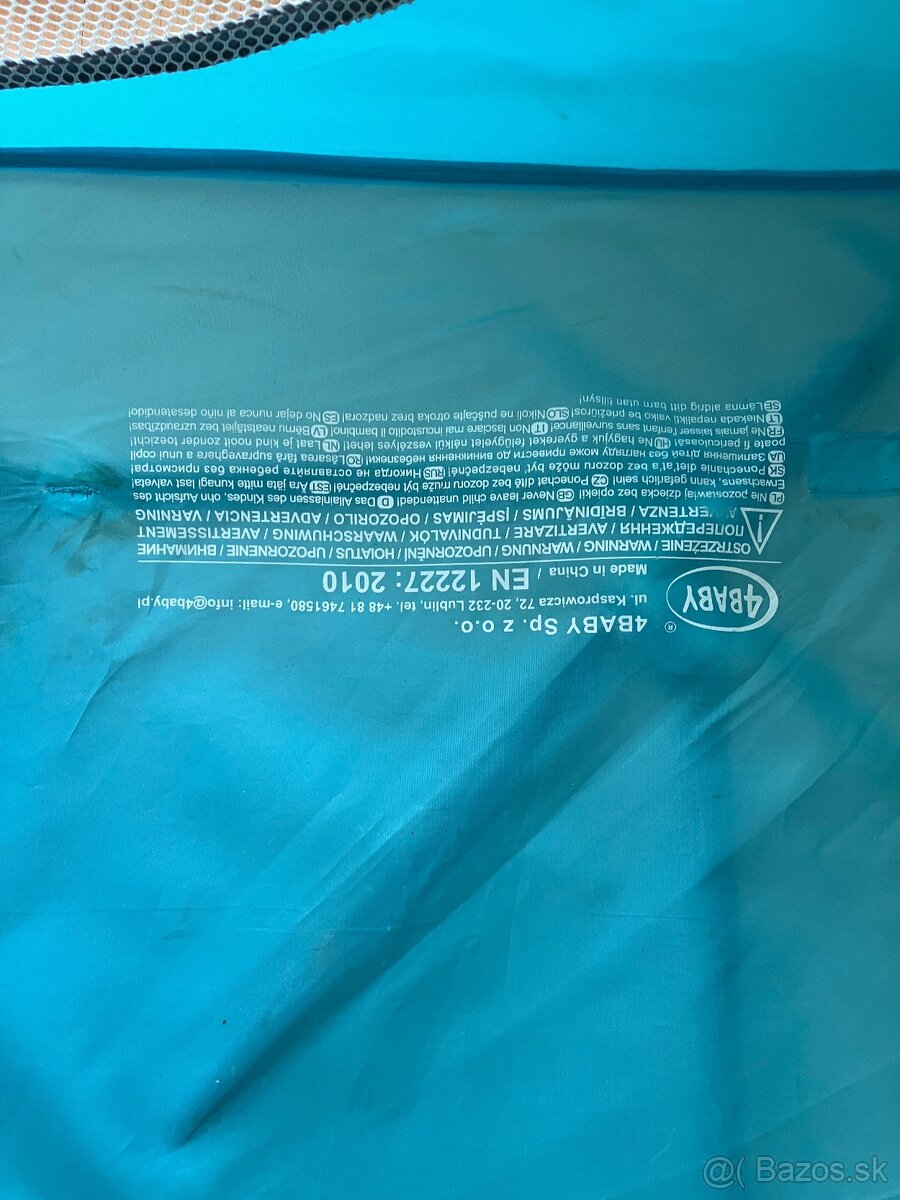 4BABY ®
4BABY Sp. z o.o.
ul. Kasprowicza 72, 20-232 Lublin, tel. +48 81 7461580, e-mail: info@4baby.pl
Made in China / EN 12227: 2010
OSTRZEŻENIE / WARNING / WARNUNG / UPOZORNĚNÍ / HOIATUS / UPOZORNENIE / ВНИМАНИЕ
ПОПЕРЕДЖЕННЯ / AVERTIZARE / TUDNIVALÓK / WAARSCHUWING / AVERTISSEMENT
AVVERTENZA / BRĪDINĀJUMS / ĮSPĖJIMAS / OPOZORILO / ADVERTENCIA / VARNING
PL Nie pozostawiaj dziecka bez opieki! GB Never leave child unattended! D Das Alleinlassen des Kindes, ohn des Aufsicht des
Erwachsens, kann gefahrlich sein! CZ Ponechat dítě bez dozoru může být nebezpečné! EST Ära jäta mitte kunagi last valveta!
SK Ponechanie dieťaťa bez dozoru může byt, nebezpečné! RUS Никогда не оставляйте ребенка без присмотра!
UA Залишення дітей без нагляду може привести до виникнення небезпеки! RO Lăsarea fără supraveghere a unui copil
poate fi periculoasă! HU Ne hagyjuk a gyereket felügyelet nélkül veszélyes lehet! NL Laat je kind nooit zonder toezicht!
FR Ne jamais laisser l'enfant sans surveillance! IT Non lasciare mai incustodito il bambino! LV Bērnu neatstājiet bez uzraudzības!
LT Niekada nepalikti vaiko be priežiūros! SLO Nikoli ne puščajte otroka brez nadzora! ES No dejar nunca al niño desatendido!
SE Lämna aldrig ditt barn utan tillsyn!
@( Bazos.sk